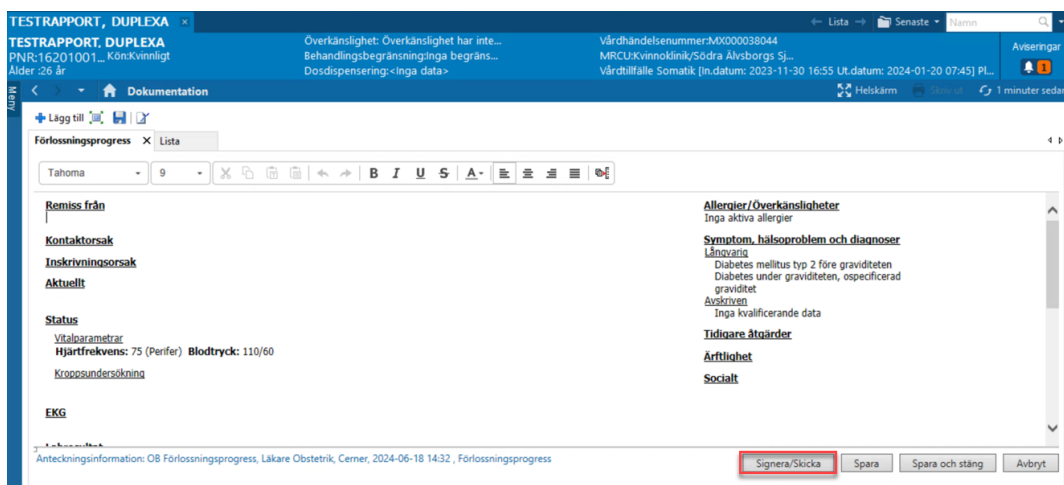 TESTRAPPORT, DUPLEXA ×
← Lista → Senaste Namn
TESTRAPPORT, DUPLEXA
PNR:16201001... Kön:Kvinnligt
Ålder :26 år
Överkänslighet: Överkänslighet har inte...
Behandlingsbegränsning:Inga begräns...
Dosdispensering:<Inga data>
Vårdhändelsenummer:MX000038044
MRCU:Kvinnoklinik/Södra Älvsborgs Sj...
Vårdtillfälle Somatik [In.datum: 2023-11-30 16:55 Ut.datum: 2024-01-20 07:45] Pl...
Aviseringar
1
Meny
Dokumentation
Helskärm Skriv ut 1 minuter sedan
Lägg till
Förlossningsprogress X Lista
Tahoma 9 B I U S A
Remiss från
Kontaktorsak
Inskrivningsorsak
Aktuellt
Status
Vitalparametrar
Hjärtfrekvens: 75 (Perifer) Blodtryck: 110/60
Kroppsundersökning
EKG
Labresultat
Allergier/Överkänsligheter
Inga aktiva allergier
Symptom, hälsoproblem och diagnoser
Långvarig
Diabetes mellitus typ 2 före graviditeten
Diabetes under graviditeten, ospecificerad
graviditet
Avskriven
Inga kvalificerande data
Tidigare åtgärder
Ärftlighet
Socialt
Anteckningsinformation: OB Förlossningsprogress, Läkare Obstetrik, Cerner, 2024-06-18 14:32 , Förlossningsprogress
Signera/Skicka Spara Spara och stäng Avbryt